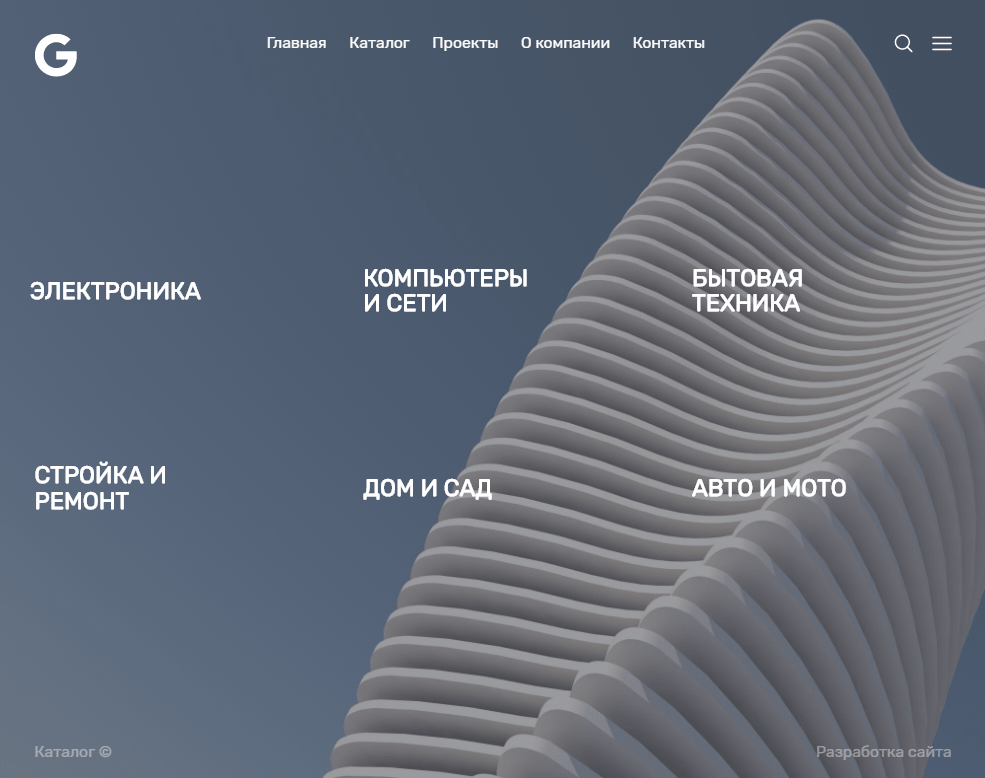 G
Главная Каталог Проекты О компании Контакты
ЭЛЕКТРОНИКА
КОМПЬЮТЕРЫ
И СЕТИ
БЫТОВАЯ
ТЕХНИКА
СТРОЙКА И
РЕМОНТ
ДОМ И САД
АВТО И МОТО
Каталог ©
Разработка сайта